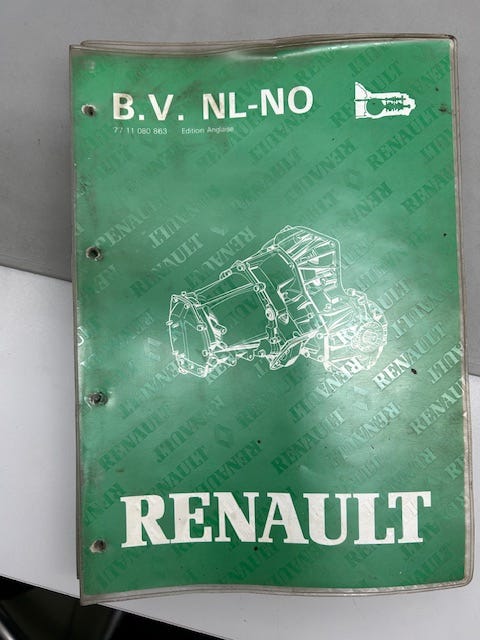 B.V. NL-NO
77 11 080 863 Edition Anglaise
RENAULT